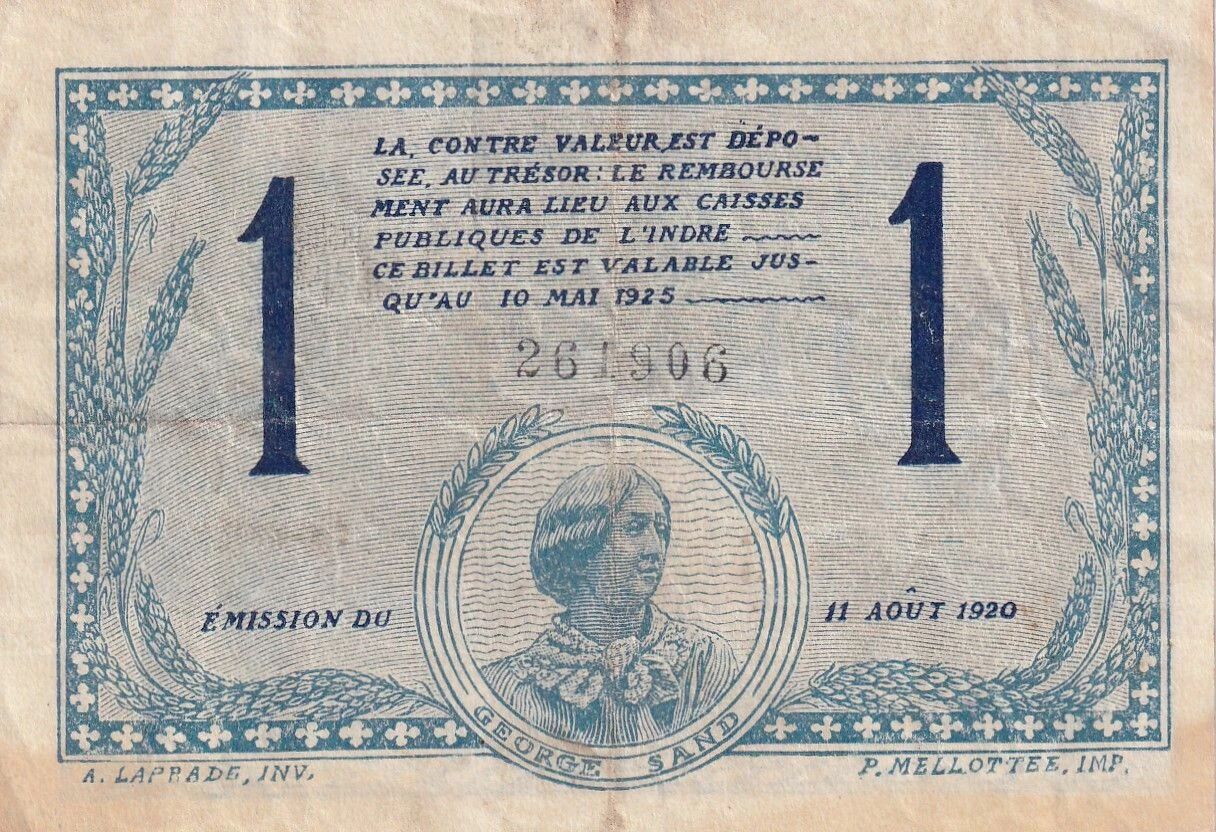 LA, CONTRE VALEUR EST DÉPO~
SEE, AU TRÉSOR: LE REMBOURSE
MENT AURA LIEU AUX CAISSES
PUBLIQUES DE L'INDRE
CE BILLET EST VALABLE JUS-
QU'AU 10 MAI 1925
1
1
261906
ÉMISSION DU
11 AOÛT 1920
GEORGE SAND
A. LAPRADE, INV.
P. MELLOTTEE, IMP.